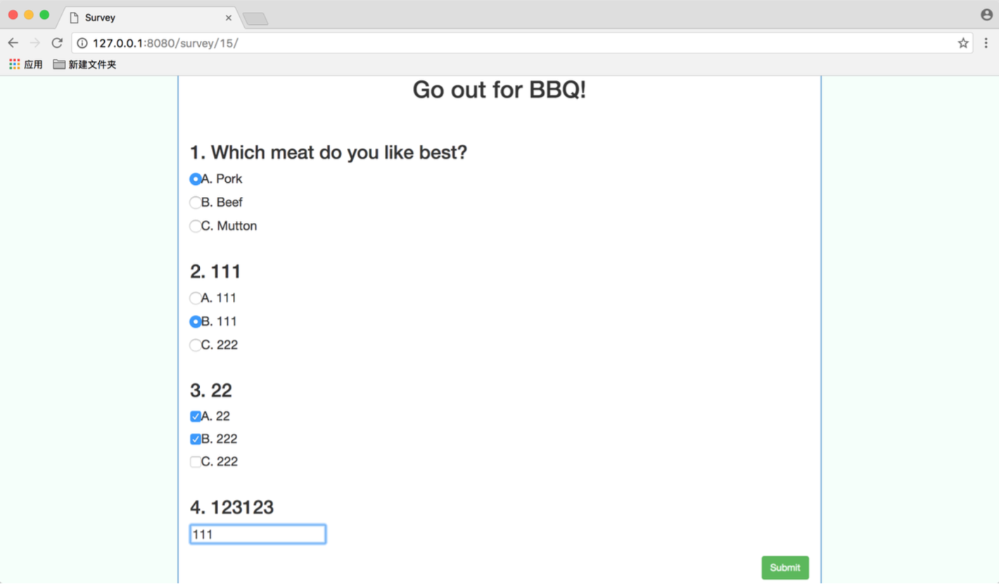 Survey
127.0.0.1:8080/survey/15/
应用 新建文件夹
Go out for BBQ!
1. Which meat do you like best?
A. Pork
B. Beef
C. Mutton
2. 111
A. 111
B. 111
C. 222
3. 22
A. 22
B. 222
C. 222
4. 123123
111
Submit